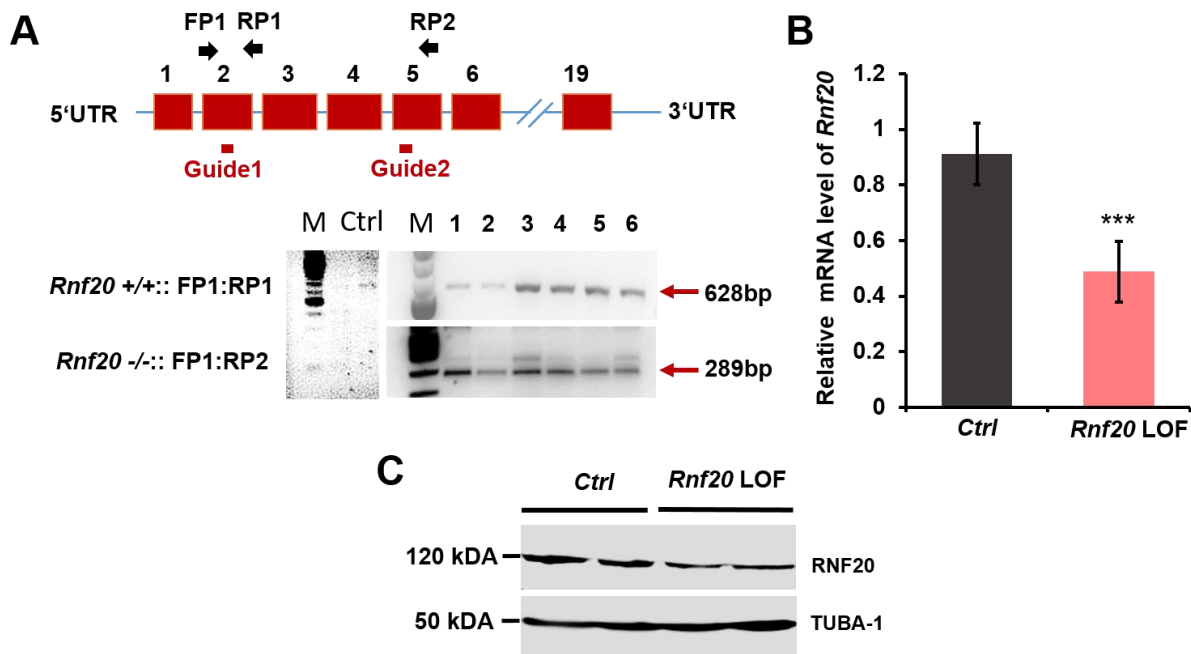 A
FP1 RP1 RP2
1 2 3 4 5 6 19
5‘UTR 3‘UTR
Guide1 Guide2
M Ctrl M 1 2 3 4 5 6
Rnf20 +/+:: FP1:RP1
628bp
Rnf20 -/-:: FP1:RP2
289bp
B
Relative mRNA level of Rnf20
1.2
1
0.8
0.6
0.4
0.2
0
***
Ctrl Rnf20 LOF
C
Ctrl Rnf20 LOF
120 kDA RNF20
50 kDA TUBA-1